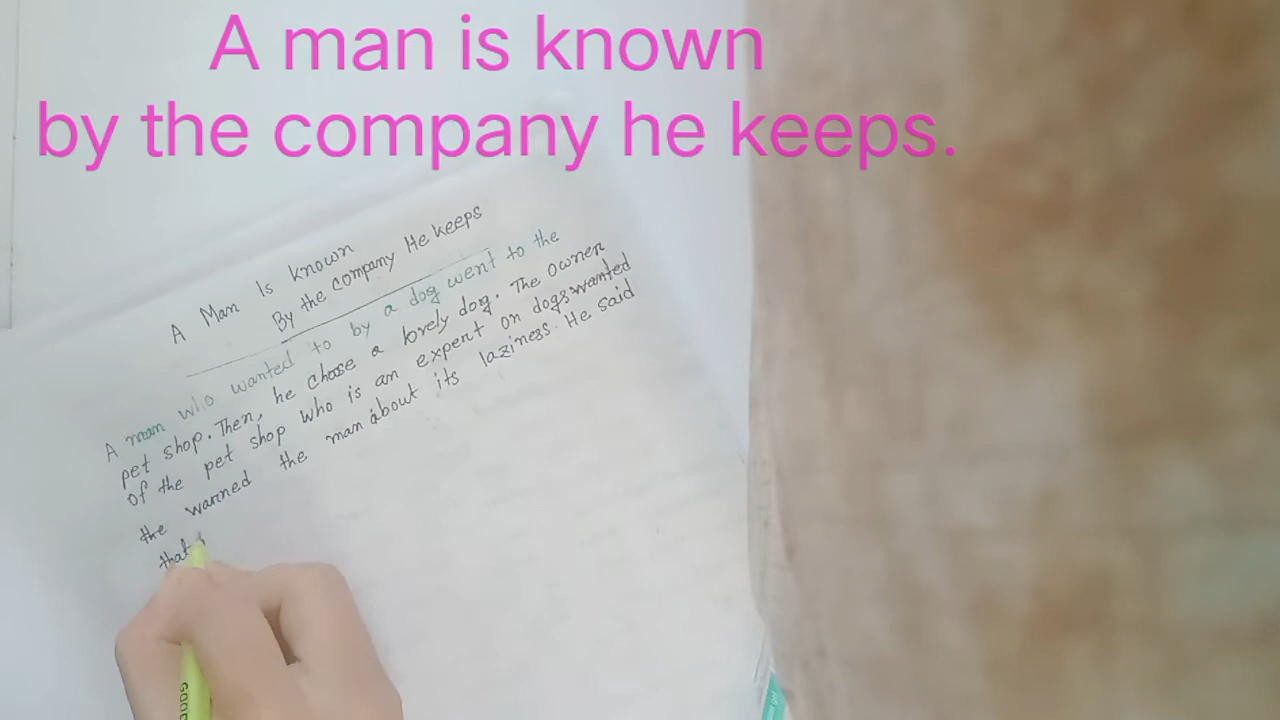 A man is known
by the company he keeps.
A Man Is known
By the company He keeps
A man who wanted to by a dog went to the
pet shop. Then, he chose a lovely dog. The owner
of the pet shop who is an expert on dogs wanted
the warned the man about its laziness. He said
that